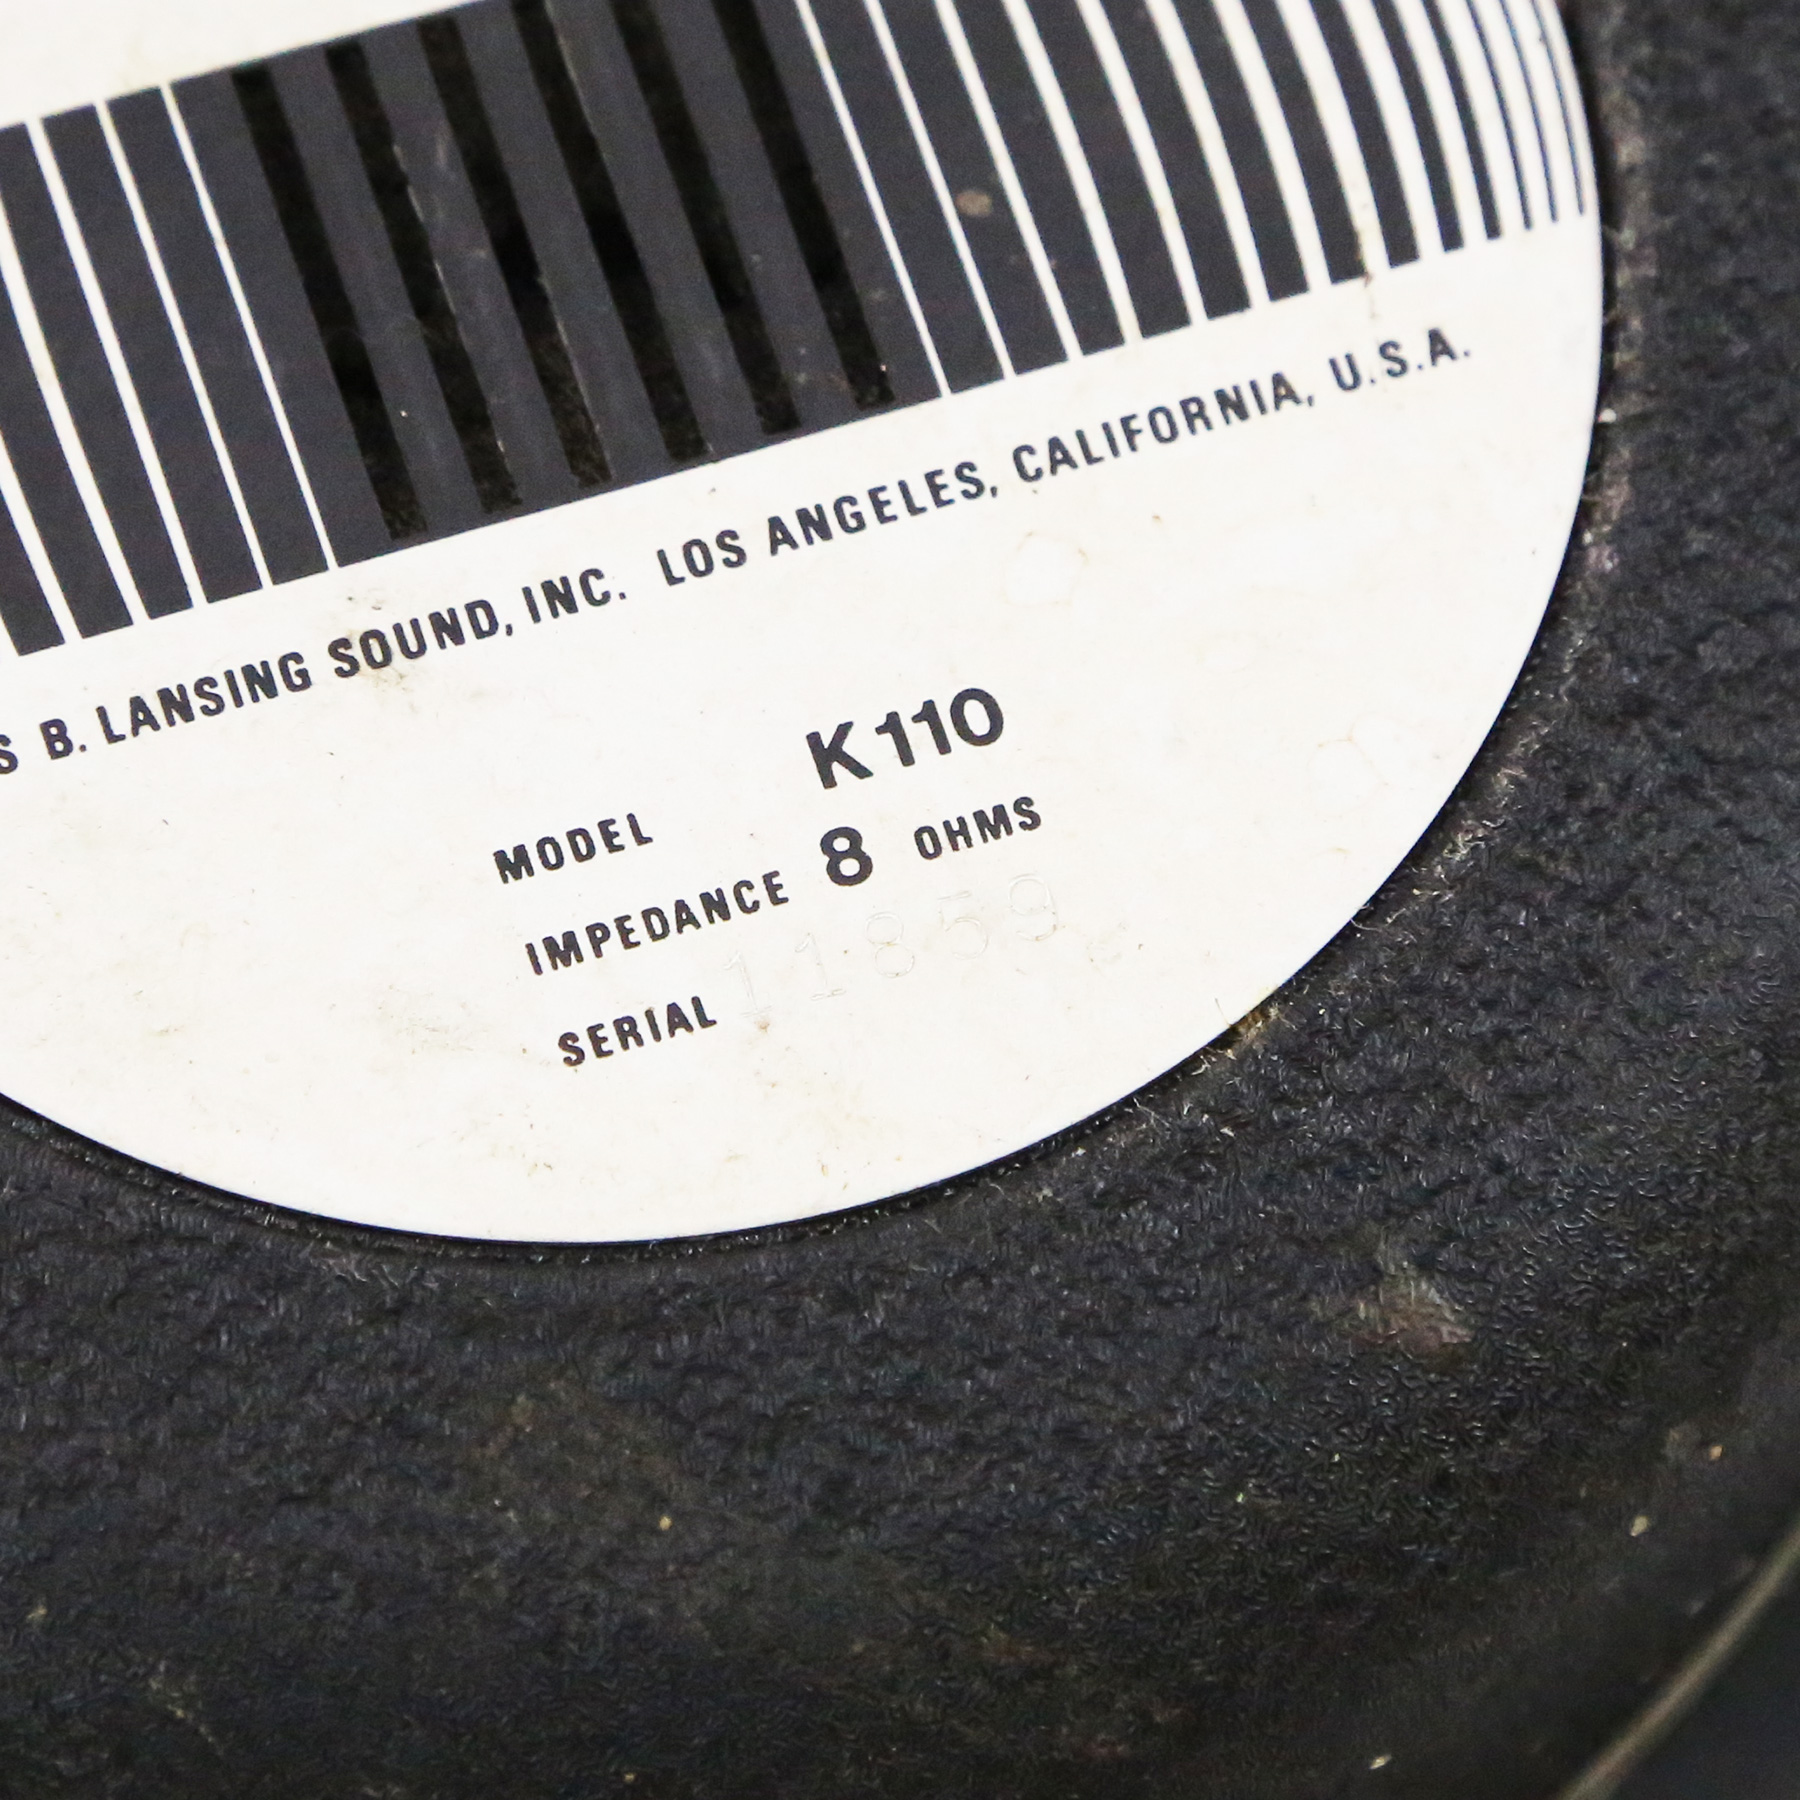 S B. LANSING SOUND, INC. LOS ANGELES, CALIFORNIA, U.S.A.
MODEL K110
IMPEDANCE 8 OHMS
SERIAL 11859